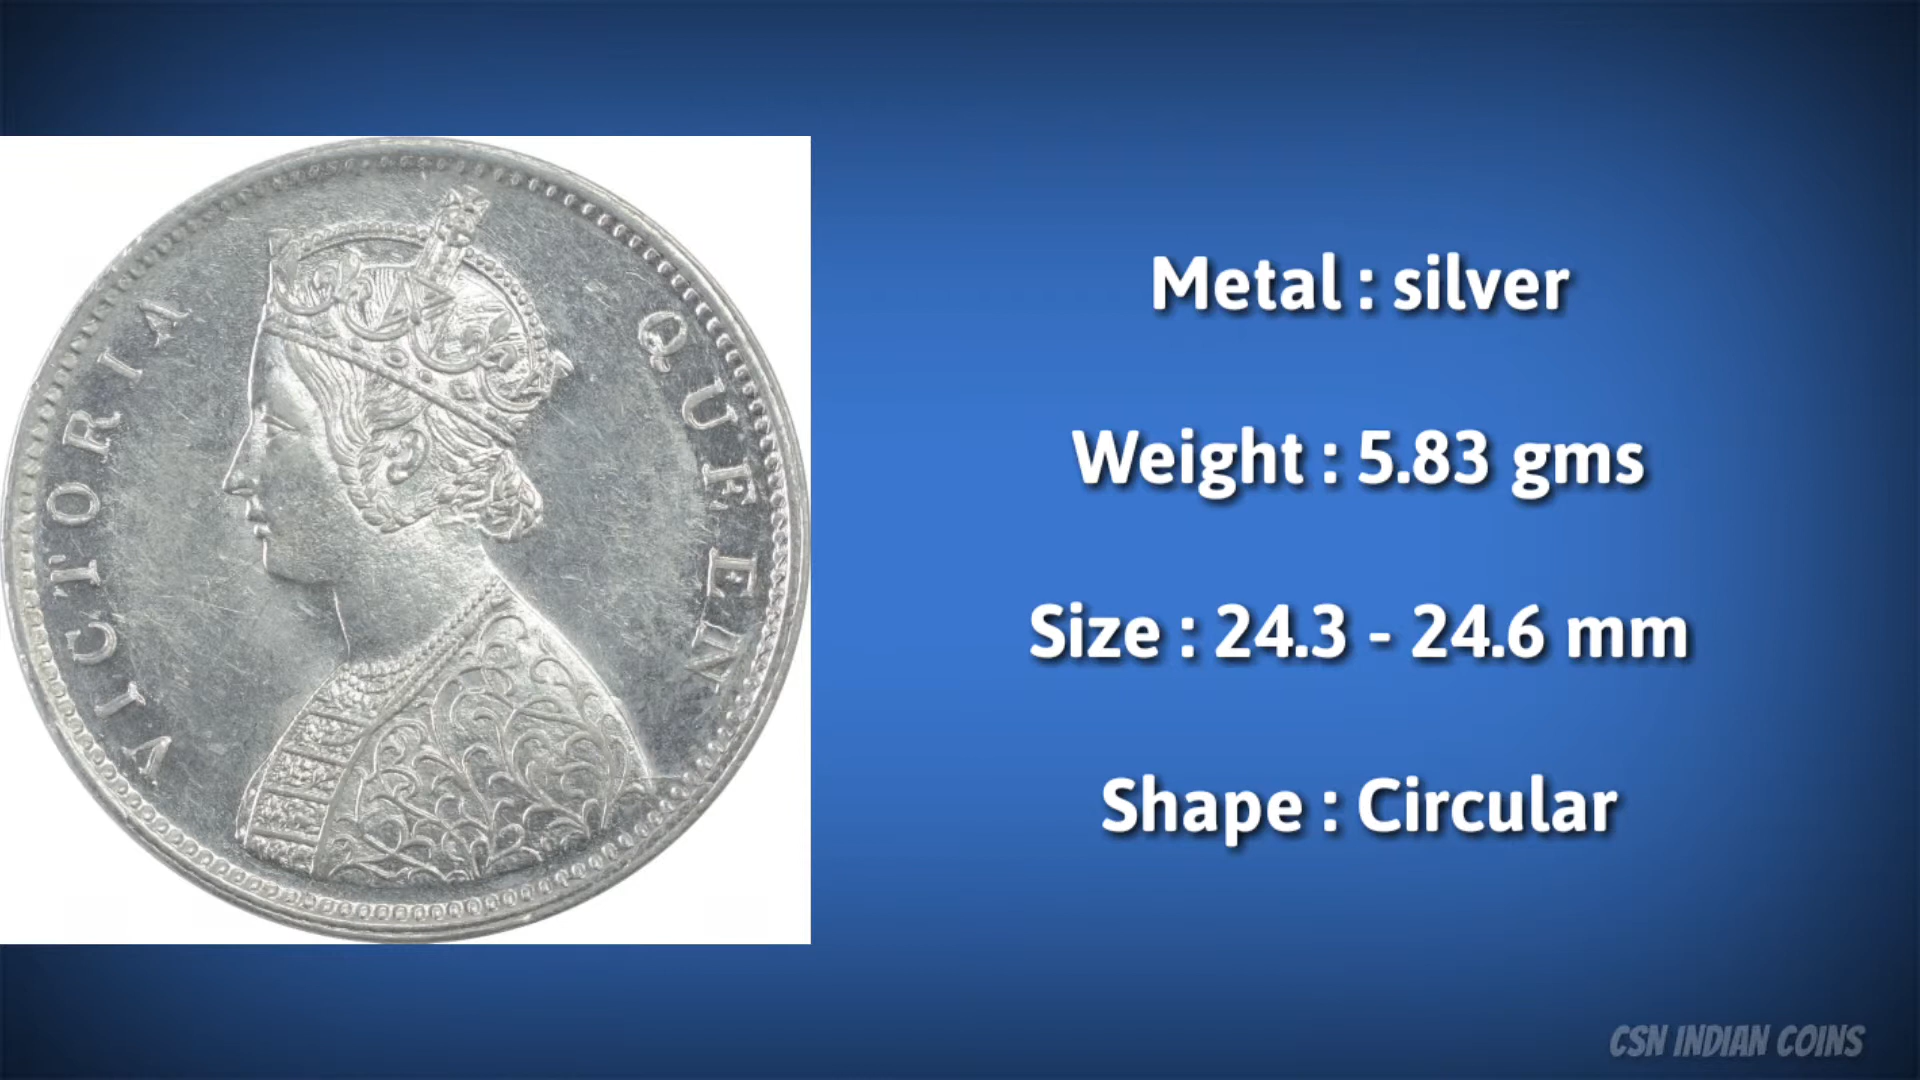 VICTORIA QUEEN
Metal : silver
Weight : 5.83 gms
Size : 24.3 - 24.6 mm
Shape : Circular
CSN INDIAN COINS